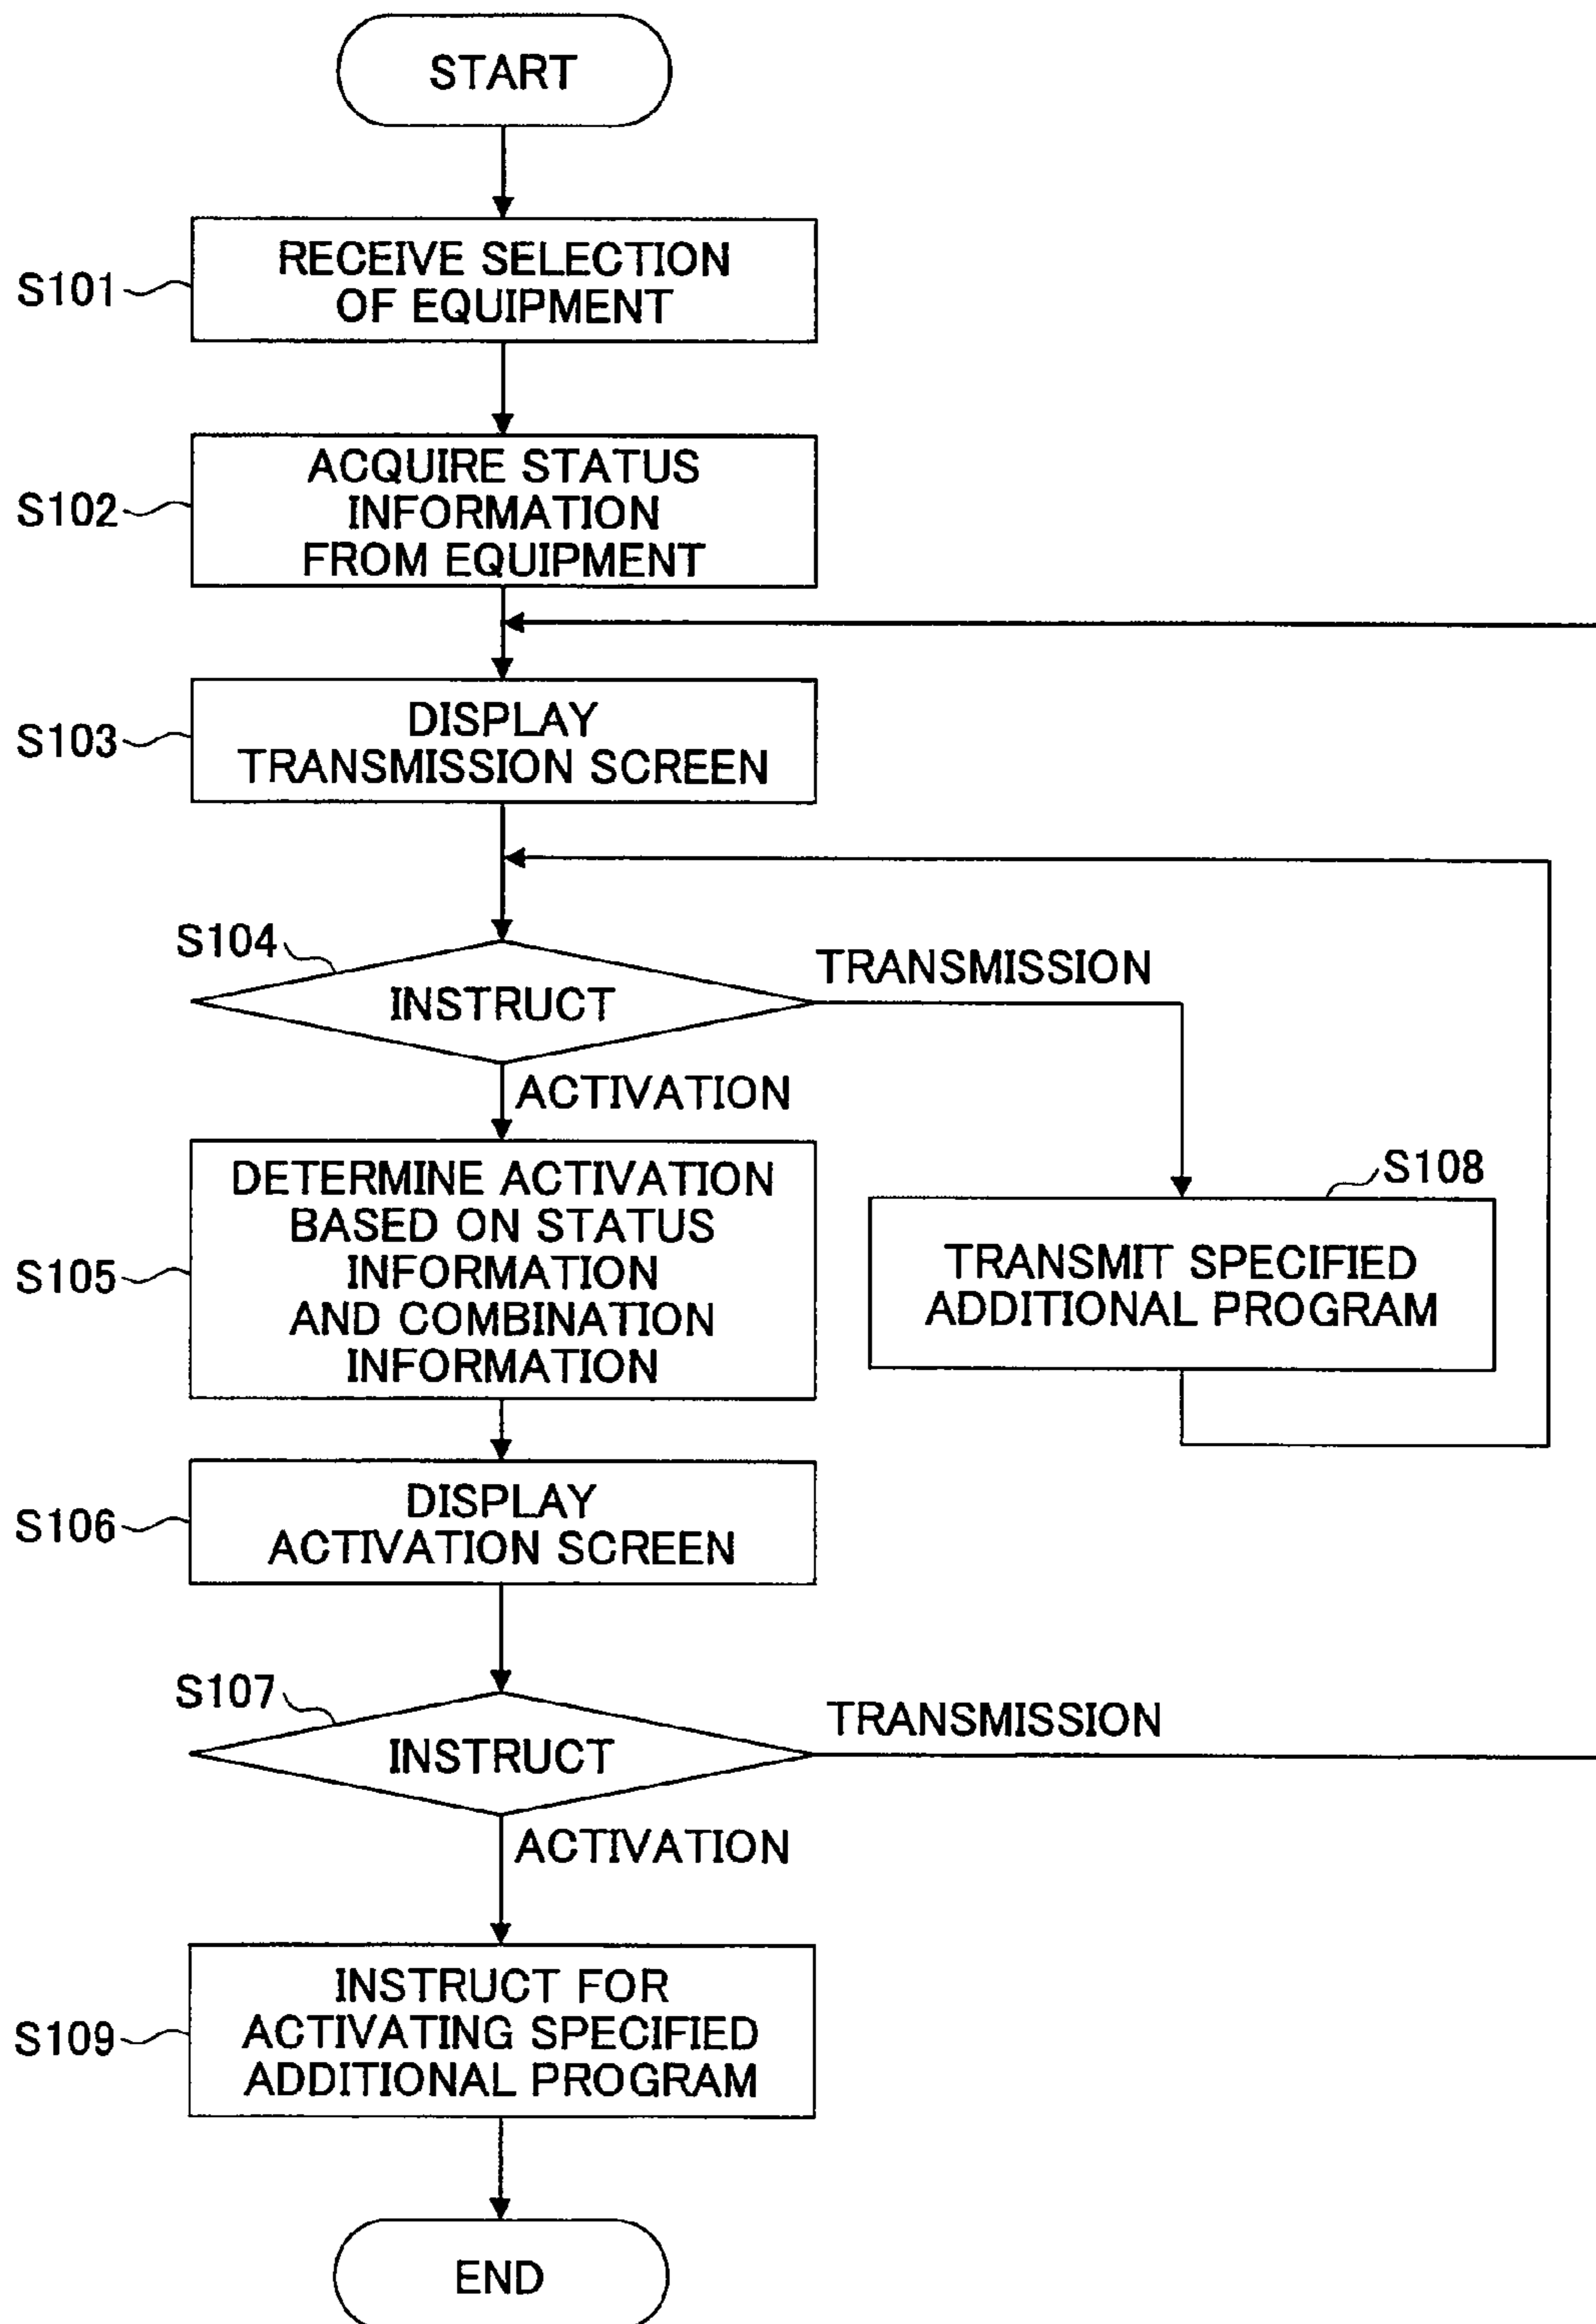 START
S101
RECEIVE SELECTION
OF EQUIPMENT
S102
ACQUIRE STATUS
INFORMATION
FROM EQUIPMENT
S103
DISPLAY
TRANSMISSION SCREEN
S104
INSTRUCT
TRANSMISSION
ACTIVATION
S105
DETERMINE ACTIVATION
BASED ON STATUS
INFORMATION
AND COMBINATION
INFORMATION
S108
TRANSMIT SPECIFIED
ADDITIONAL PROGRAM
S106
DISPLAY
ACTIVATION SCREEN
S107
INSTRUCT
TRANSMISSION
ACTIVATION
S109
INSTRUCT FOR
ACTIVATING SPECIFIED
ADDITIONAL PROGRAM
END